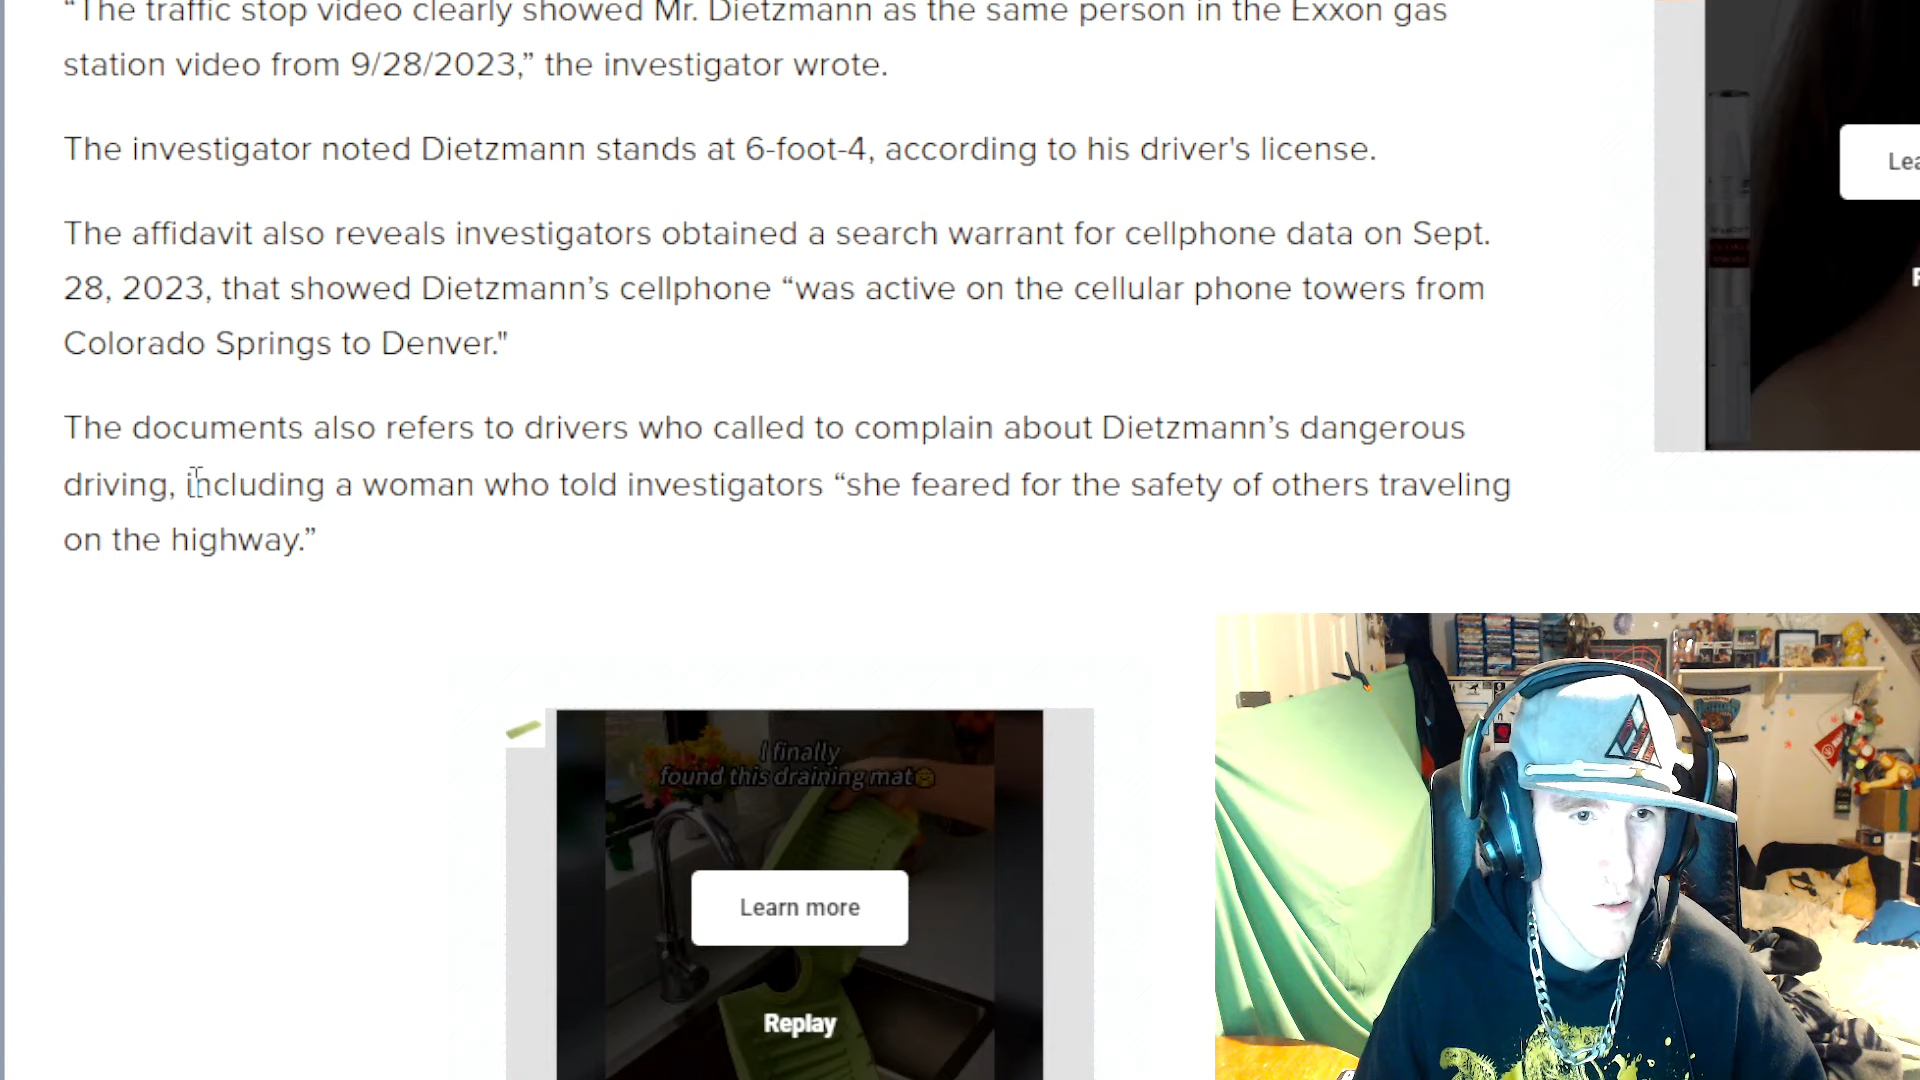 “The traffic stop video clearly showed Mr. Dietzmann as the same person in the Exxon gas
station video from 9/28/2023,” the investigator wrote.
The investigator noted Dietzmann stands at 6-foot-4, according to his driver's license.
The affidavit also reveals investigators obtained a search warrant for cellphone data on Sept.
28, 2023, that showed Dietzmann’s cellphone “was active on the cellular phone towers from
Colorado Springs to Denver."
The documents also refers to drivers who called to complain about Dietzmann’s dangerous
driving, including a woman who told investigators “she feared for the safety of others traveling
on the highway.”
I finally
found this draining mat🤗
Learn more
Replay
Lea